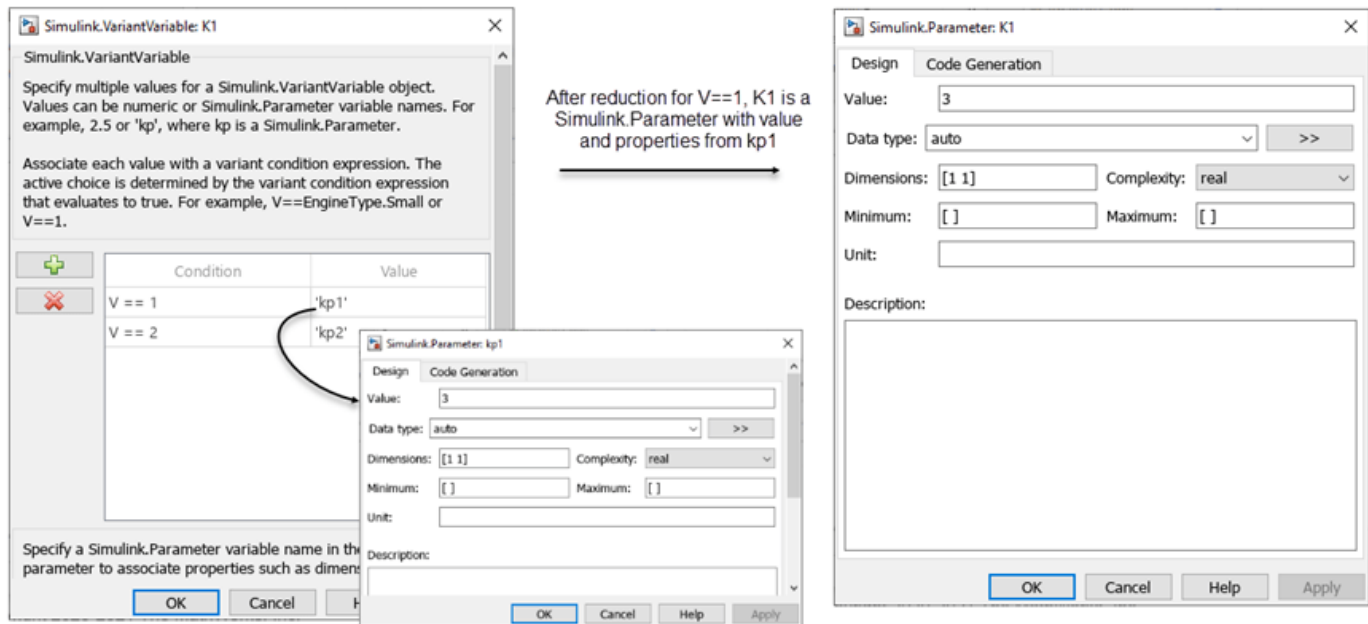 Simulink.VariantVariable: K1
Simulink.VariantVariable
Specify multiple values for a Simulink.VariantVariable object.
Values can be numeric or Simulink.Parameter variable names. For
example, 2.5 or 'kp', where kp is a Simulink.Parameter.
Associate each value with a variant condition expression. The
active choice is determined by the variant condition expression
that evaluates to true. For example, V==EngineType.Small or
V==1.
Condition Value
V == 1 'kp1'
V == 2 'kp2'
Specify a Simulink.Parameter variable name in the
parameter to associate properties such as dimens
OK Cancel H
Simulink.Parameter: kp1
Design Code Generation
Value: 3
Data type: auto >>
Dimensions: [1 1] Complexity: real
Minimum: [ ] Maximum: [ ]
Unit:
Description:
OK Cancel Help Apply
After reduction for V==1, K1 is a
Simulink.Parameter with value
and properties from kp1
Simulink.Parameter: K1
Design Code Generation
Value: 3
Data type: auto >>
Dimensions: [1 1] Complexity: real
Minimum: [ ] Maximum: [ ]
Unit:
Description:
OK Cancel Help Apply